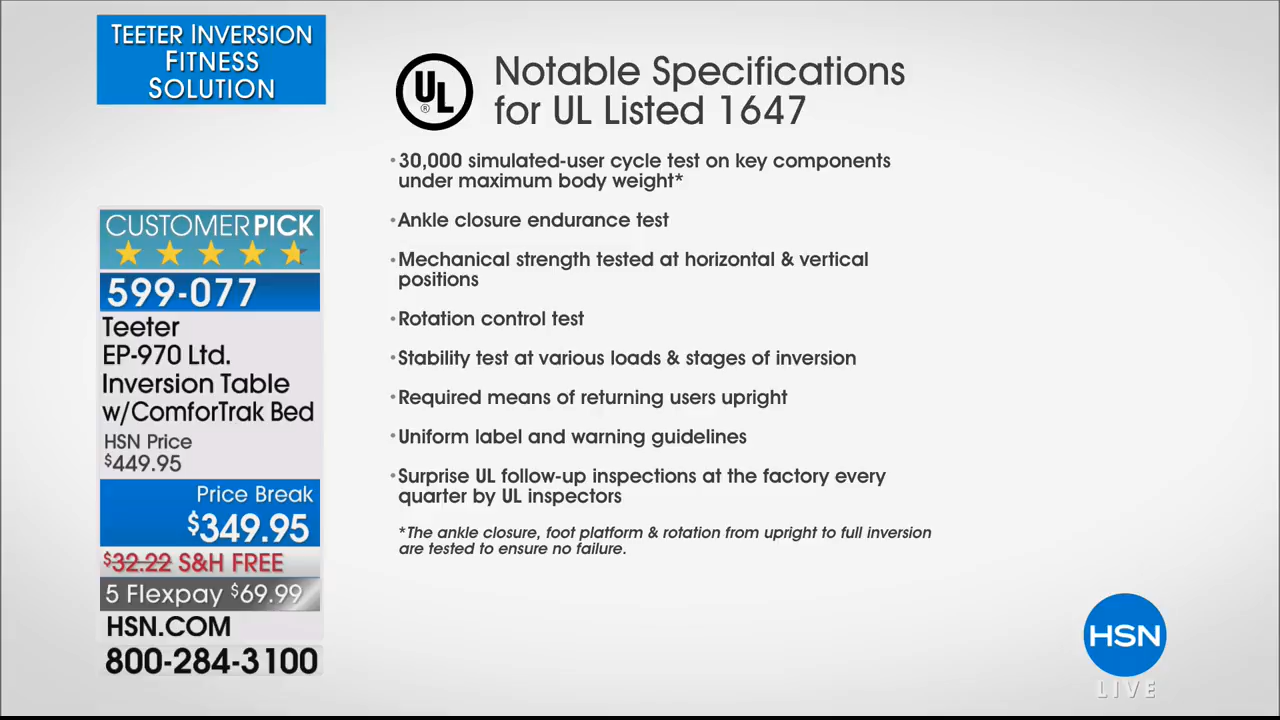 TEETER INVERSION
FITNESS
SOLUTION
CUSTOMERPICK
599-077
Teeter
EP-970 Ltd.
Inversion Table
w/ComforTrak Bed
HSN Price
$449.95
Price Break
$349.95
$32.22 S&H FREE
5 Flexpay $69.99
HSN.COM
800-284-3100
UL®
Notable Specifications
for UL Listed 1647
•30,000 simulated-user cycle test on key components
under maximum body weight*
•Ankle closure endurance test
•Mechanical strength tested at horizontal & vertical
positions
•Rotation control test
•Stability test at various loads & stages of inversion
•Required means of returning users upright
•Uniform label and warning guidelines
•Surprise UL follow-up inspections at the factory every
quarter by UL inspectors
*The ankle closure, foot platform & rotation from upright to full inversion
are tested to ensure no failure.
HSN
LIVE